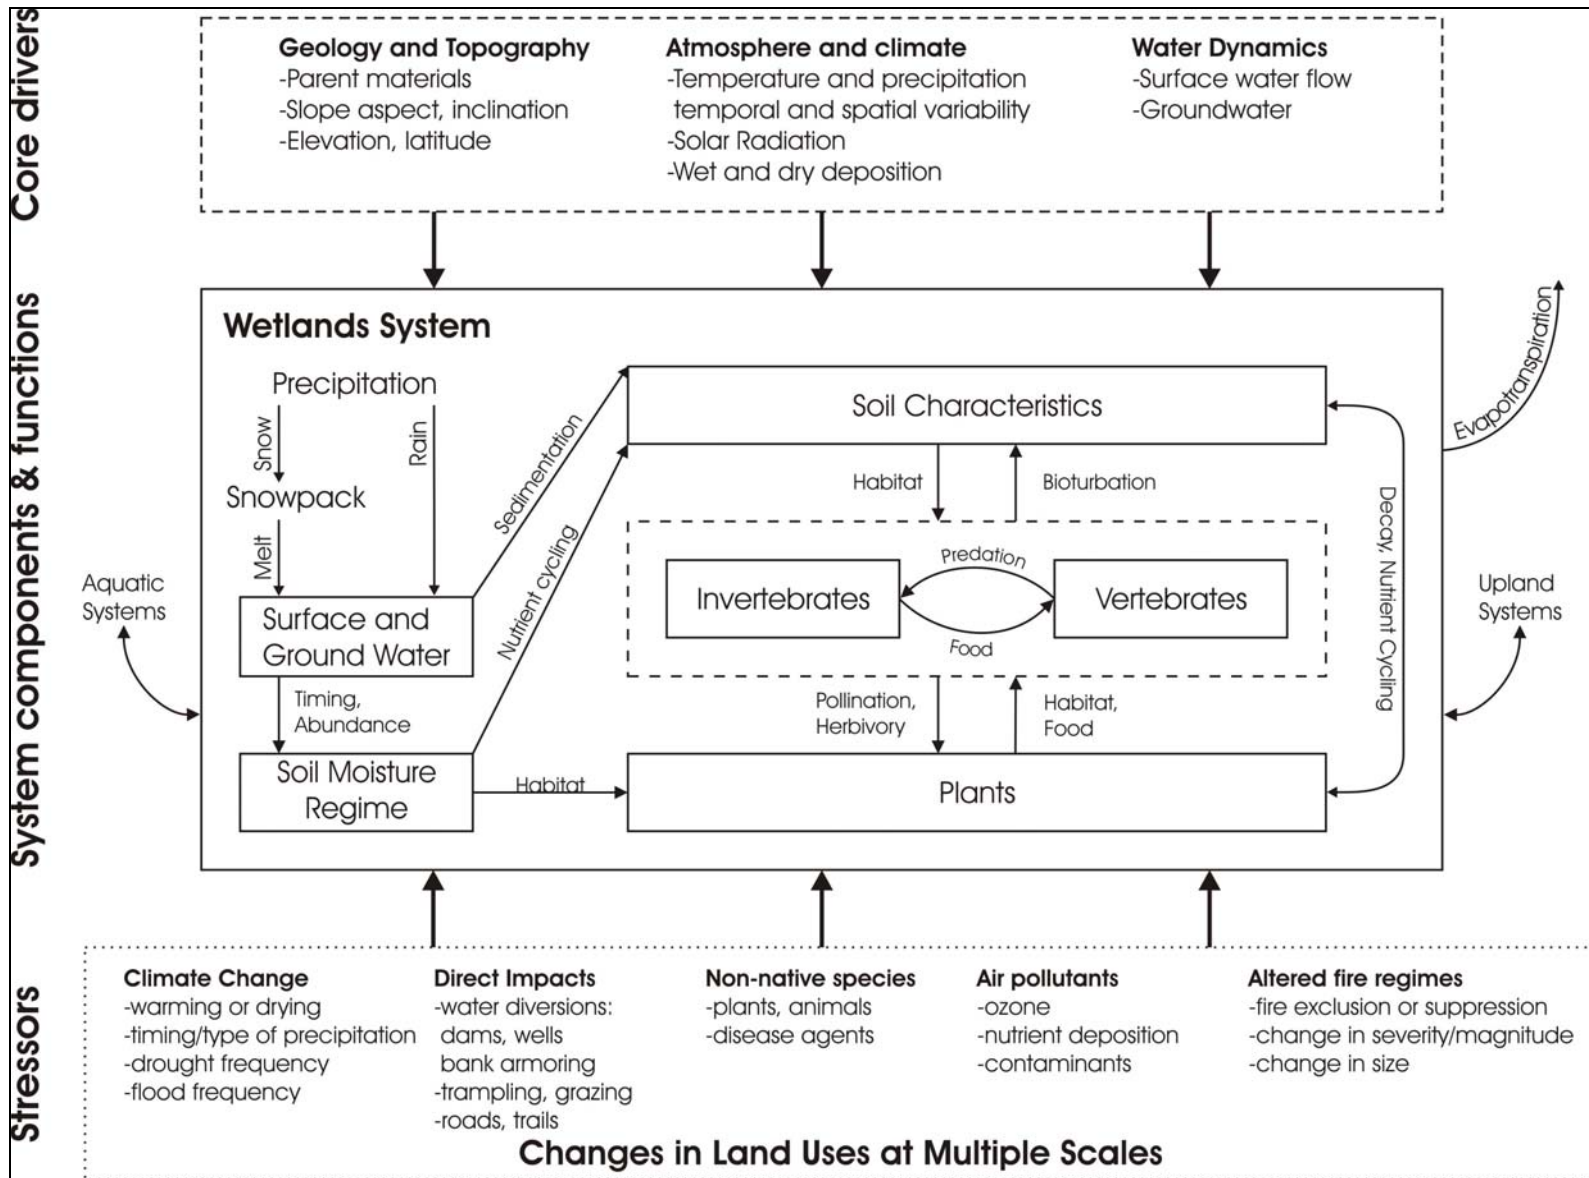 Core drivers
Geology and Topography
-Parent materials
-Slope aspect, inclination
-Elevation, latitude
Atmosphere and climate
-Temperature and precipitation
temporal and spatial variability
-Solar Radiation
-Wet and dry deposition
Water Dynamics
-Surface water flow
-Groundwater
System components & functions
Wetlands System
Precipitation
Snow
Rain
Snowpack
Melt
Surface and
Ground Water
Timing,
Abundance
Soil Moisture
Regime
Sedimentation
Nutrient cycling
Habitat
Soil Characteristics
Habitat
Bioturbation
Invertebrates
Predation
Food
Vertebrates
Pollination,
Herbivory
Habitat,
Food
Plants
Decay, Nutrient Cycling
Evapotranspiration
Aquatic
Systems
Upland
Systems
Stressors
Climate Change
-warming or drying
-timing/type of precipitation
-drought frequency
-flood frequency
Direct Impacts
-water diversions:
dams, wells
bank armoring
-trampling, grazing
-roads, trails
Non-native species
-plants, animals
-disease agents
Air pollutants
-ozone
-nutrient deposition
-contaminants
Altered fire regimes
-fire exclusion or suppression
-change in severity/magnitude
-change in size
Changes in Land Uses at Multiple Scales